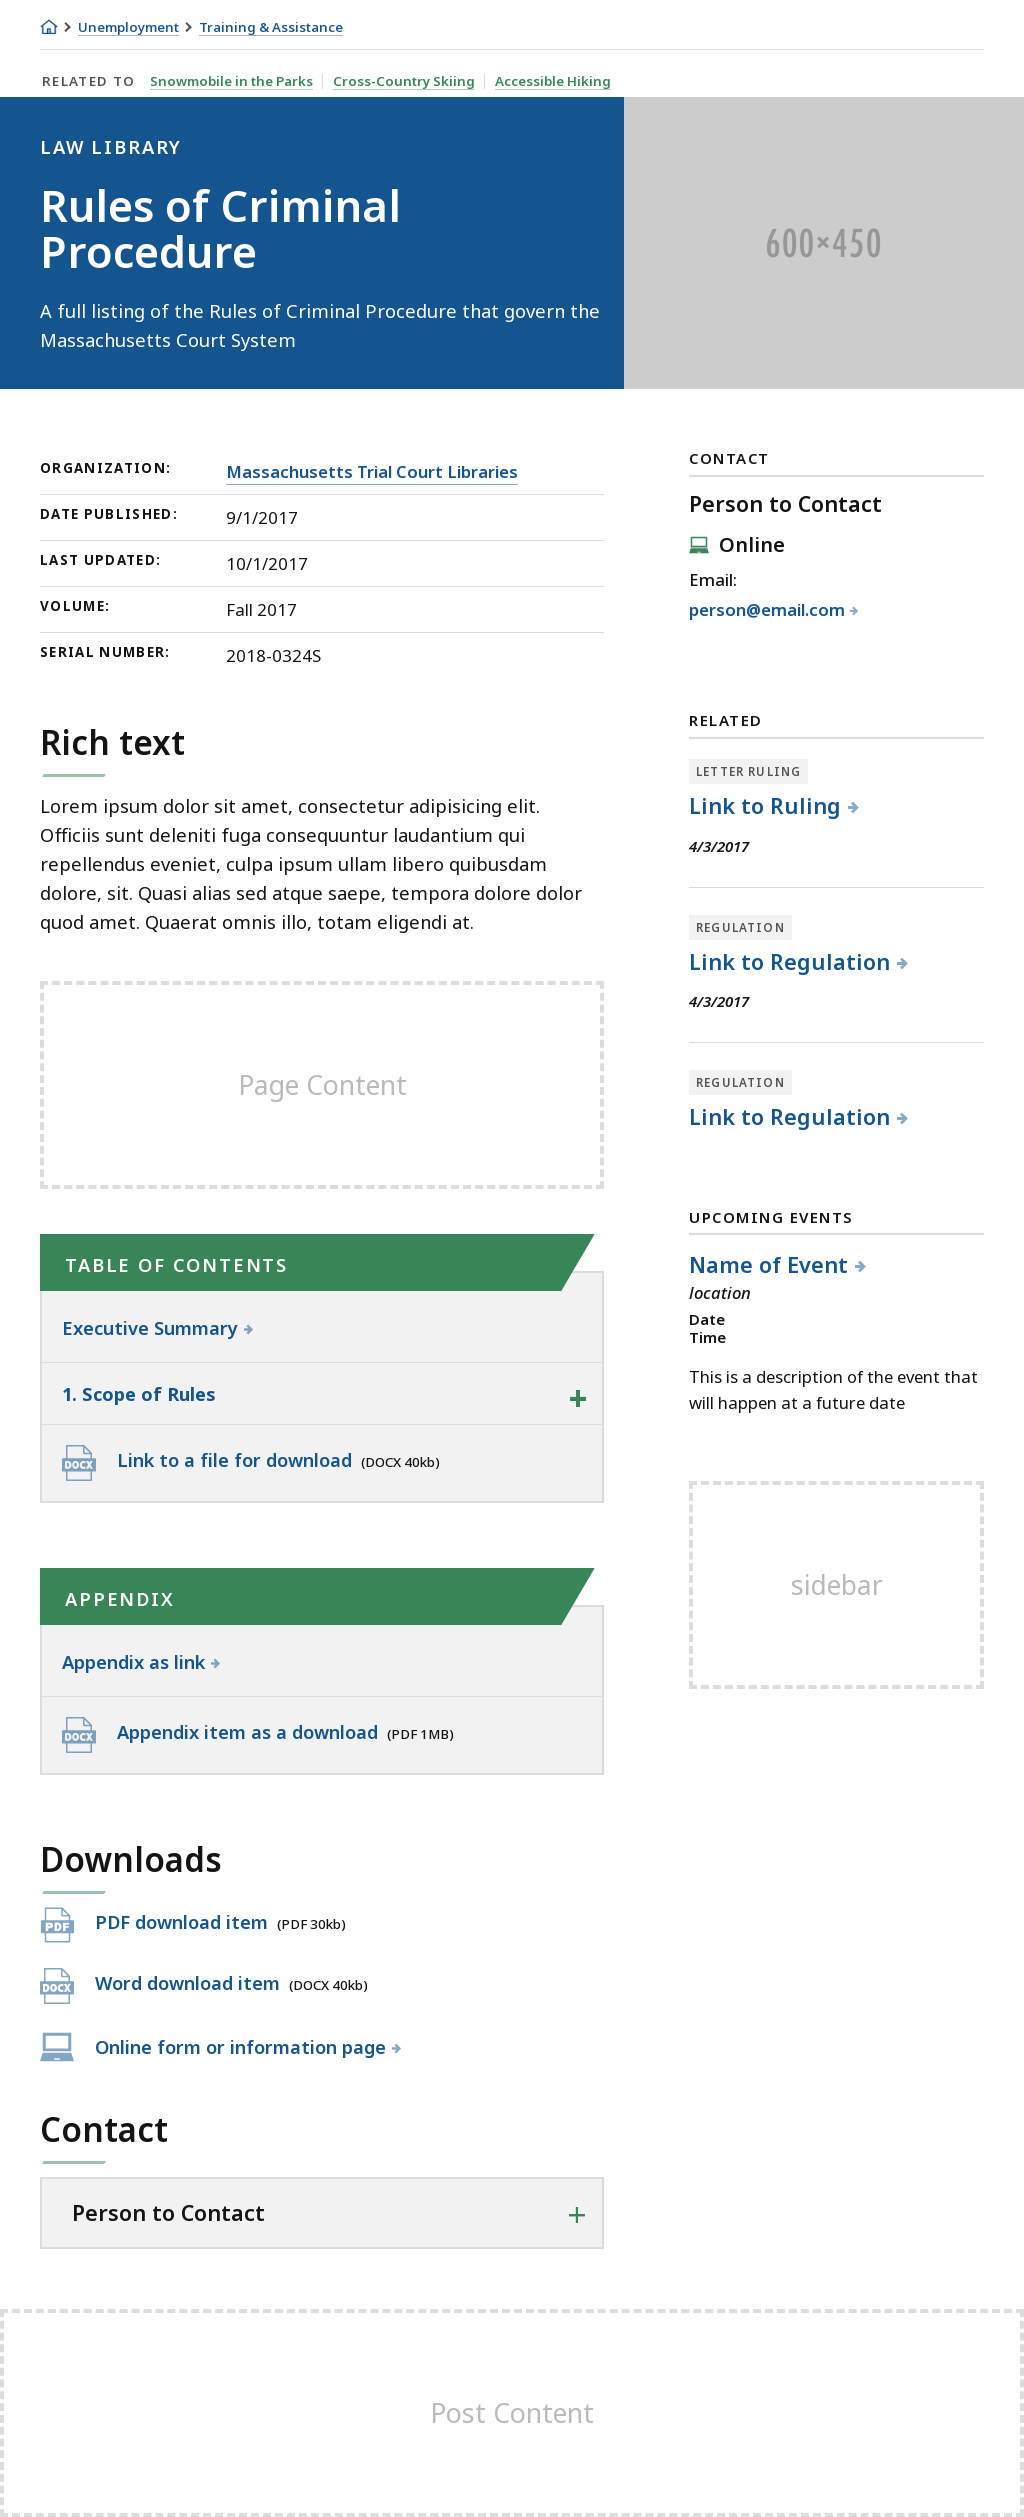 Unemployment Training & Assistance
RELATED TO Snowmobile in the Parks Cross-Country Skiing Accessible Hiking
LAW LIBRARY
Rules of Criminal
Procedure
A full listing of the Rules of Criminal Procedure that govern the
Massachusetts Court System
600×450
ORGANIZATION: Massachusetts Trial Court Libraries
DATE PUBLISHED: 9/1/2017
LAST UPDATED: 10/1/2017
VOLUME: Fall 2017
SERIAL NUMBER: 2018-0324S
Rich text
Lorem ipsum dolor sit amet, consectetur adipisicing elit.
Officiis sunt deleniti fuga consequuntur laudantium qui
repellendus eveniet, culpa ipsum ullam libero quibusdam
dolore, sit. Quasi alias sed atque saepe, tempora dolore dolor
quod amet. Quaerat omnis illo, totam eligendi at.
Page Content
TABLE OF CONTENTS
Executive Summary
1. Scope of Rules
DOCX Link to a file for download (DOCX 40kb)
APPENDIX
Appendix as link
DOCX Appendix item as a download (PDF 1MB)
Downloads
PDF PDF download item (PDF 30kb)
DOCX Word download item (DOCX 40kb)
Online form or information page
Contact
Person to Contact
CONTACT
Person to Contact
Online
Email:
person@email.com
RELATED
LETTER RULING
Link to Ruling
4/3/2017
REGULATION
Link to Regulation
4/3/2017
REGULATION
Link to Regulation
UPCOMING EVENTS
Name of Event
location
Date
Time
This is a description of the event that
will happen at a future date
sidebar
Post Content